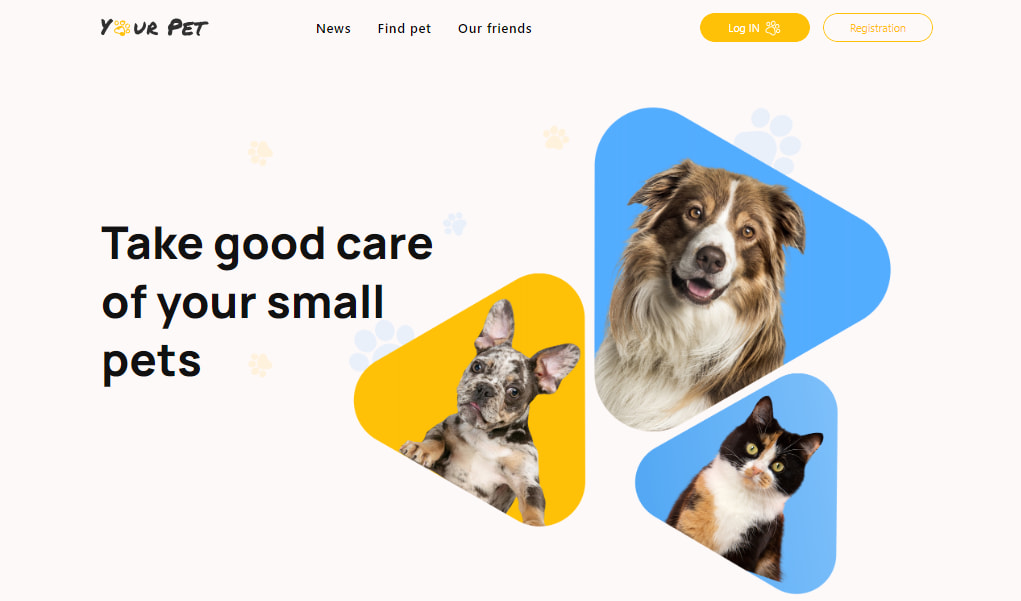 Your Pet
News
Find pet
Our friends
Log IN
Registration
Take good care
of your small
pets